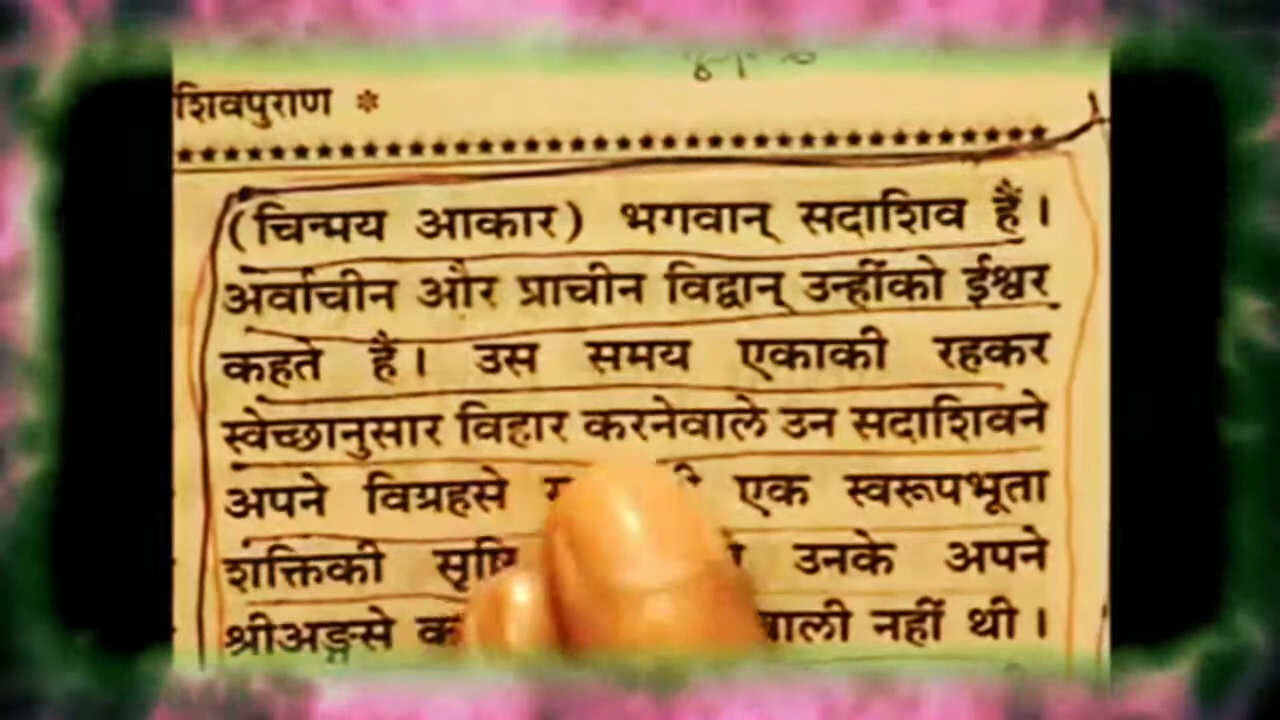 शिवपुराण *
(चिन्मय आकार) भगवान् सदाशिव हैं।
अर्वाचीन और प्राचीन विद्वान् उन्हींको ईश्वर
कहते हैं। उस समय एकाकी रहकर
स्वेच्छानुसार विहार करनेवाले उन सदाशिवने
अपने विग्रहसे एक स्वरूपभूता
शक्तिकी उनके अपने
श्रीअङ्गसे नहीं थी।